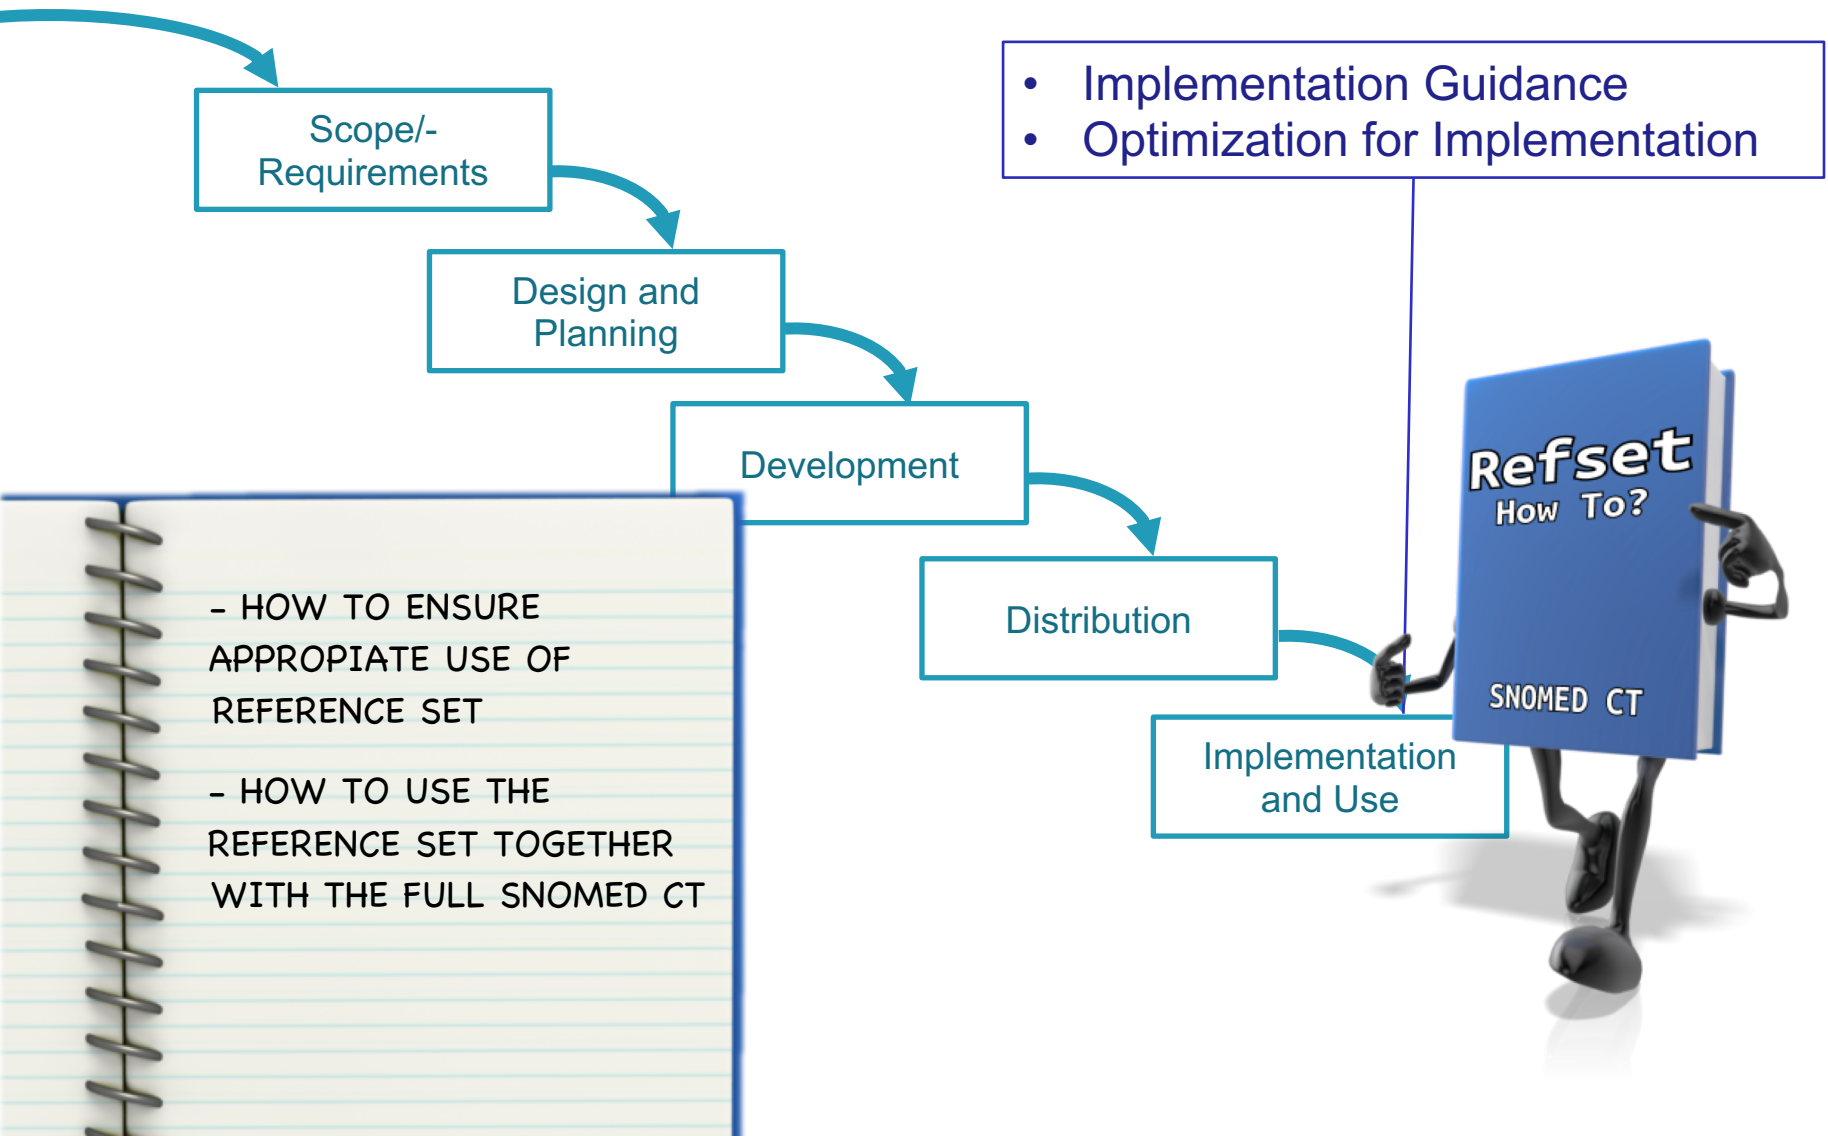 Scope/-
Requirements
• Implementation Guidance
• Optimization for Implementation
Design and
Planning
Development
Distribution
Implementation
and Use
Refset
How To?
SNOMED CT
- HOW TO ENSURE
APPROPIATE USE OF
REFERENCE SET
- HOW TO USE THE
REFERENCE SET TOGETHER
WITH THE FULL SNOMED CT